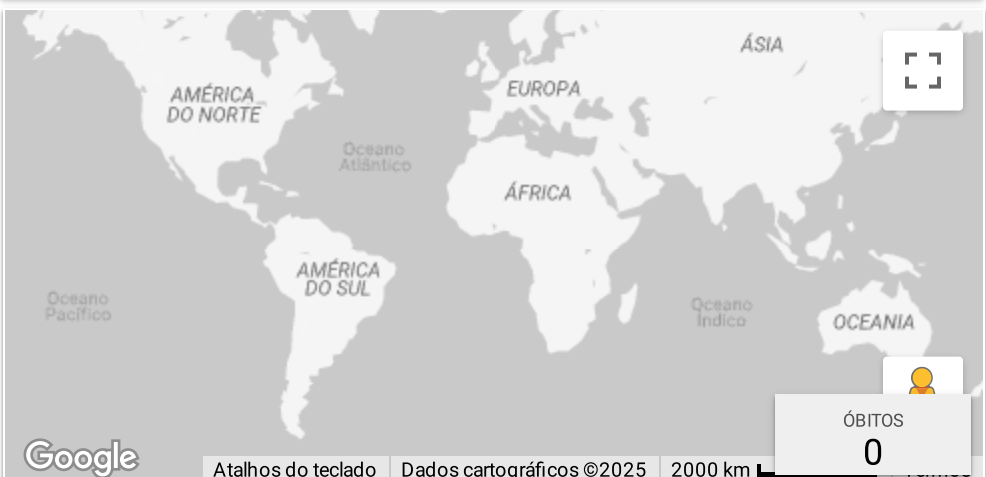 ÁSIA
EUROPA
AMÉRICA
DO NORTE
Oceano
Atlântico
ÁFRICA
AMÉRICA
DO SUL
Oceano
Pacífico
Oceano
Índico
OCEANIA
ÓBITOS
0
Google
Atalhos do teclado
Dados cartográficos ©2025
2000 km
Termos